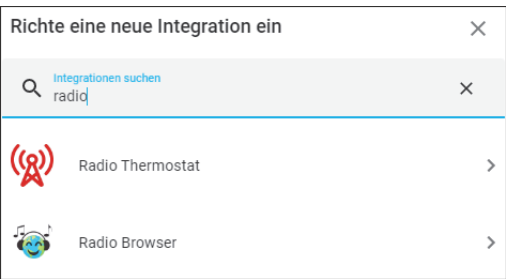 Richte eine neue Integration ein
Integrationen suchen
radio
Radio Thermostat
Radio Browser